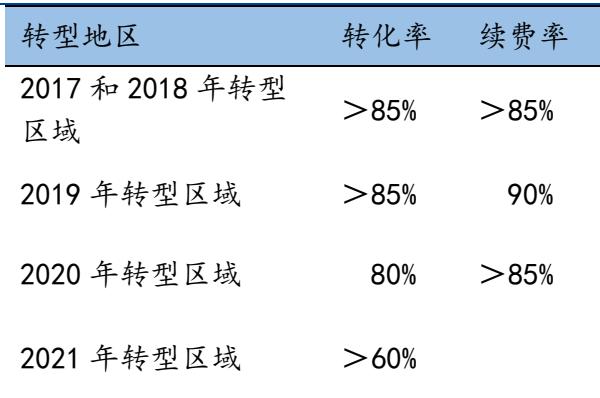 转型地区 转化率 续费率
2017 和 2018 年转型
区域 ＞85% ＞85%
2019 年转型区域 ＞85% 90%
2020 年转型区域 80% ＞85%
2021 年转型区域 ＞60%